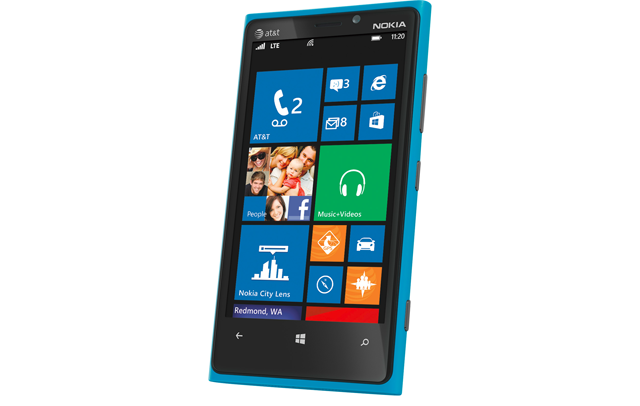 at&t
NOKIA
LTE
11:20
2
AT&T
3
8
People
f
Music+Videos
Nokia City Lens
Redmond, WA